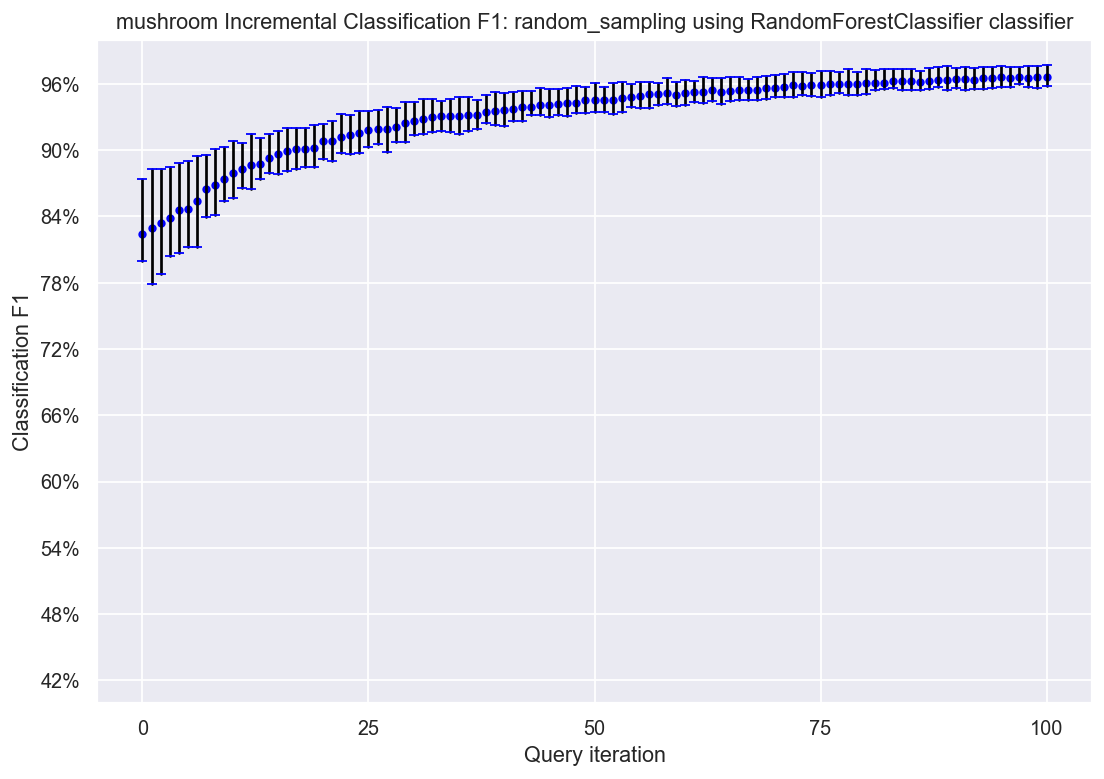 mushroom Incremental Classification F1: random_sampling using RandomForestClassifier classifier
96%
90%
84%
78%
72%
66%
60%
54%
48%
42%
Classification F1
0 25 50 75 100
Query iteration